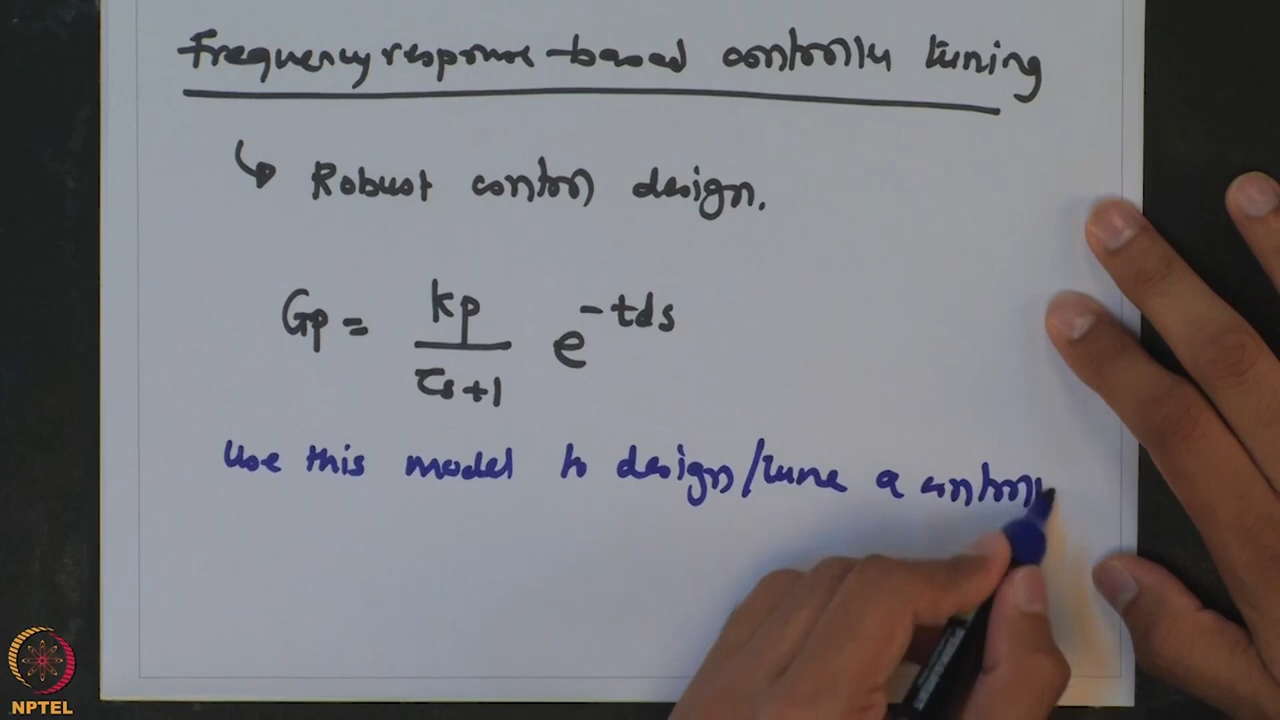 Frequency response-based controller tuning
↳ Robust control design.
Gp = kp / τs+1 e^-tds
Use this model to design/tune a contro
NPTEL